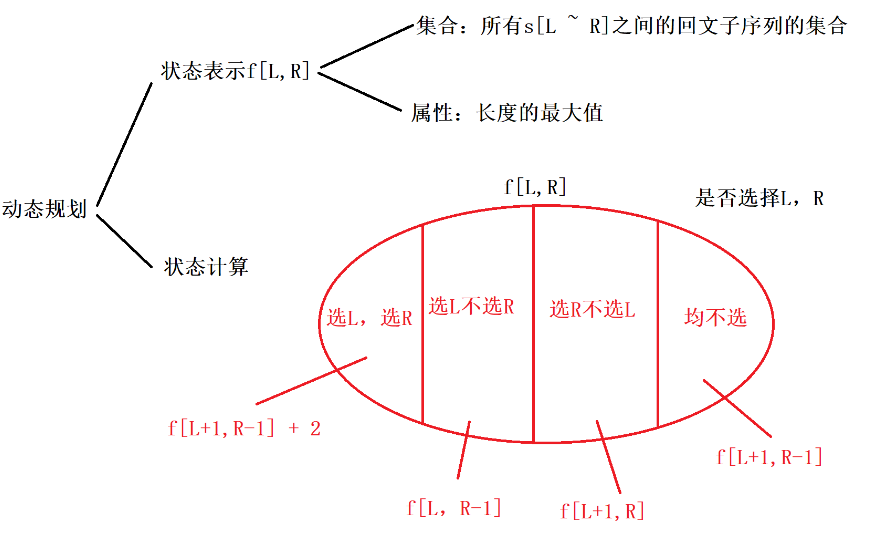 集合：所有s[L ~ R]之间的回文子序列的集合
状态表示f[L,R]
属性：长度的最大值
动态规划
状态计算
f[L,R]
是否选择L，R
选L，选R
选L不选R
选R不选L
均不选
f[L+1,R-1] + 2
f[L，R-1]
f[L+1,R]
f[L+1,R-1]